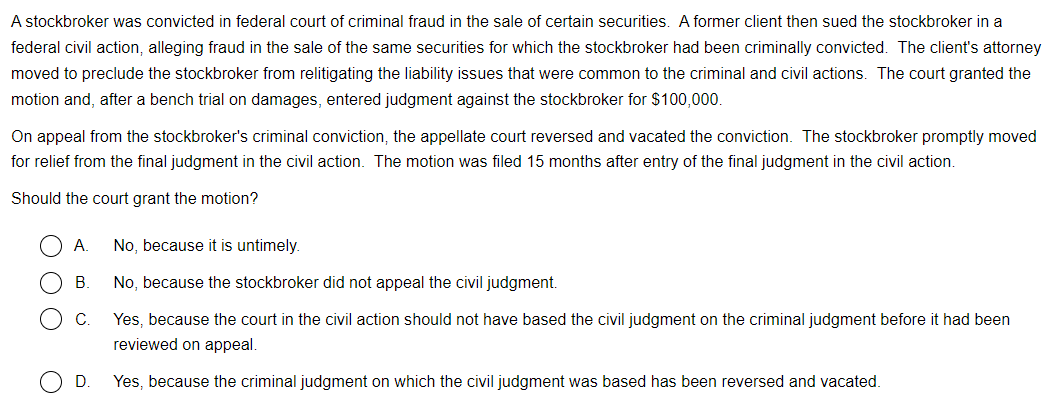 A stockbroker was convicted in federal court of criminal fraud in the sale of certain securities.  A former client then sued the stockbroker in a
federal civil action, alleging fraud in the sale of the same securities for which the stockbroker had been criminally convicted.  The client's attorney
moved to preclude the stockbroker from relitigating the liability issues that were common to the criminal and civil actions.  The court granted the
motion and, after a bench trial on damages, entered judgment against the stockbroker for $100,000.
On appeal from the stockbroker's criminal conviction, the appellate court reversed and vacated the conviction.  The stockbroker promptly moved
for relief from the final judgment in the civil action.  The motion was filed 15 months after entry of the final judgment in the civil action.
Should the court grant the motion?
A. No, because it is untimely.
B. No, because the stockbroker did not appeal the civil judgment.
C. Yes, because the court in the civil action should not have based the civil judgment on the criminal judgment before it had been
reviewed on appeal.
D. Yes, because the criminal judgment on which the civil judgment was based has been reversed and vacated.